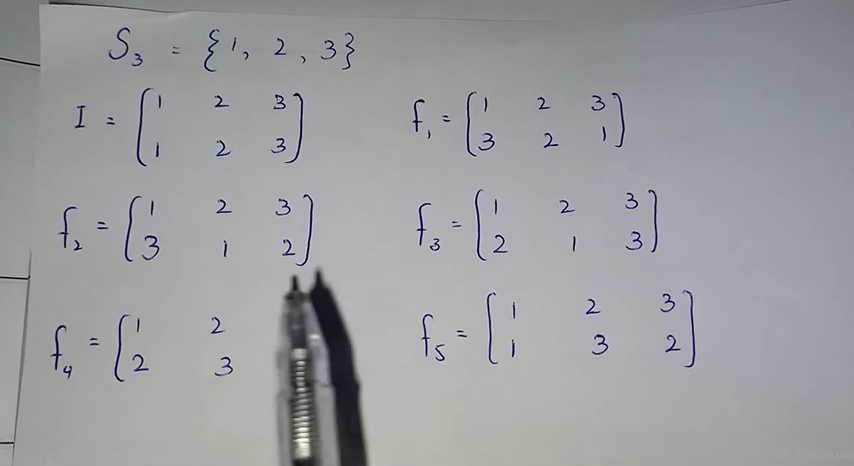 S₃ = {1, 2, 3}
I = [1 2 3]
[1 2 3]
f₁ = [1 2 3]
[3 2 1]
f₂ = [1 2 3]
[3 1 2]
f₃ = [1 2 3]
[2 1 3]
f₄ = [1 2
[2 3
f₅ = [1 2 3]
[1 3 2]